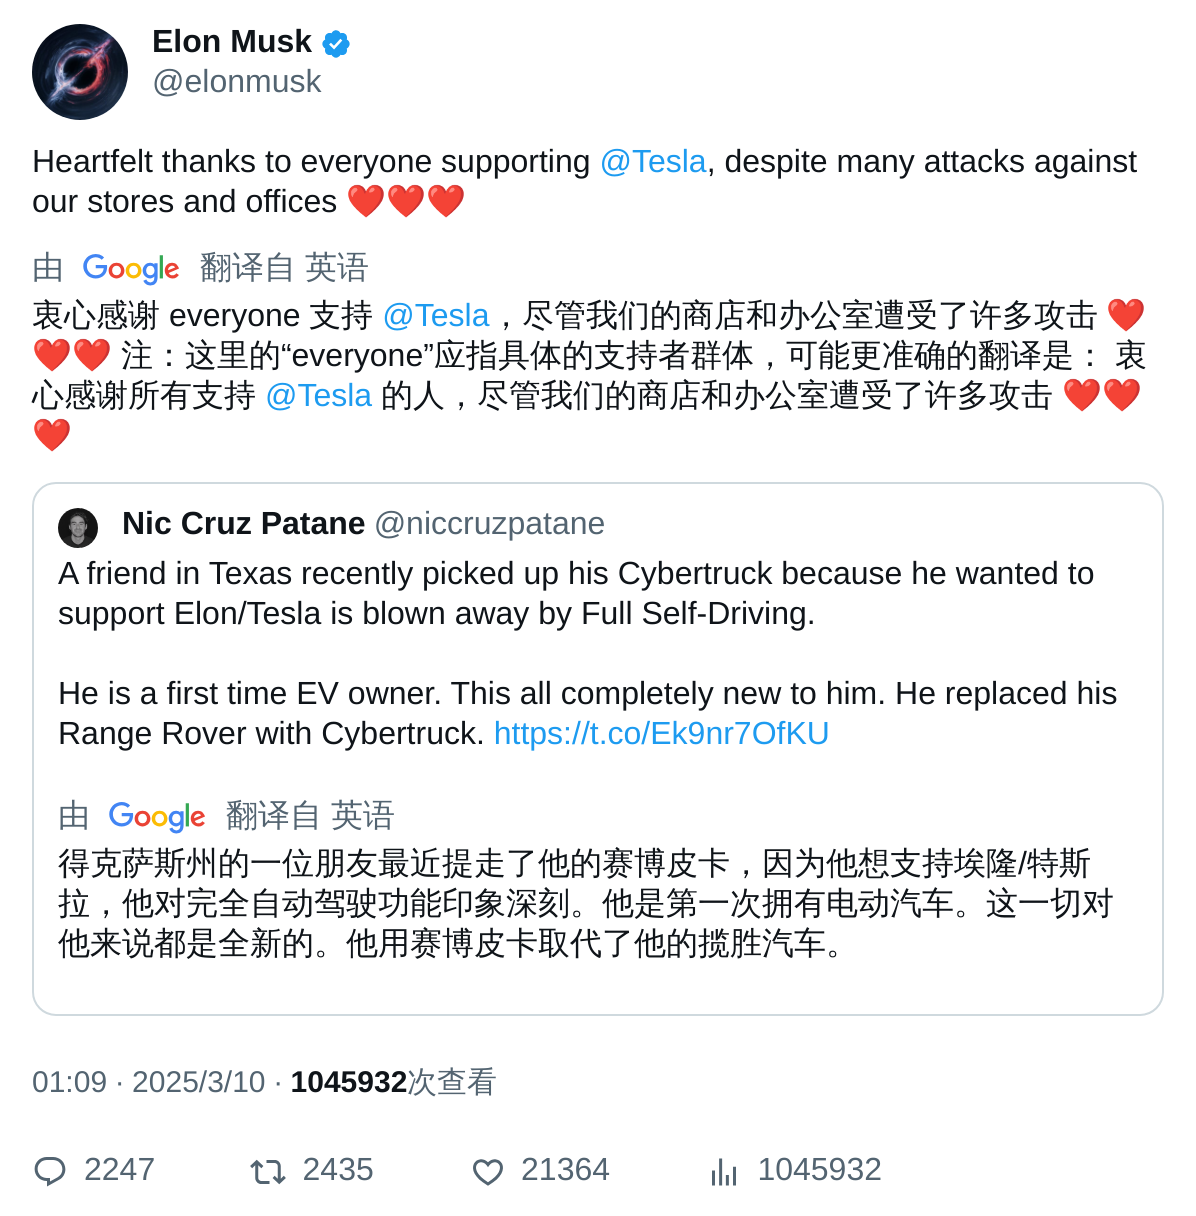 Elon Musk
@elonmusk
Heartfelt thanks to everyone supporting @Tesla, despite many attacks against
our stores and offices ❤️❤️❤️
由 Google 翻译自 英语
衷心感谢 everyone 支持 @Tesla，尽管我们的商店和办公室遭受了许多攻击 ❤️
❤️❤️ 注：这里的“everyone”应指具体的支持者群体，可能更准确的翻译是： 衷
心感谢所有支持 @Tesla 的人，尽管我们的商店和办公室遭受了许多攻击 ❤️❤️
❤️
Nic Cruz Patane @niccruzpatane
A friend in Texas recently picked up his Cybertruck because he wanted to
support Elon/Tesla is blown away by Full Self-Driving.
He is a first time EV owner. This all completely new to him. He replaced his
Range Rover with Cybertruck. https://t.co/Ek9nr7OfKU
由 Google 翻译自 英语
得克萨斯州的一位朋友最近提走了他的赛博皮卡，因为他想支持埃隆/特斯
拉，他对完全自动驾驶功能印象深刻。他是第一次拥有电动汽车。这一切对
他来说都是全新的。他用赛博皮卡取代了他的揽胜汽车。
01:09 · 2025/3/10 · 1045932次查看
2247 2435 21364 1045932